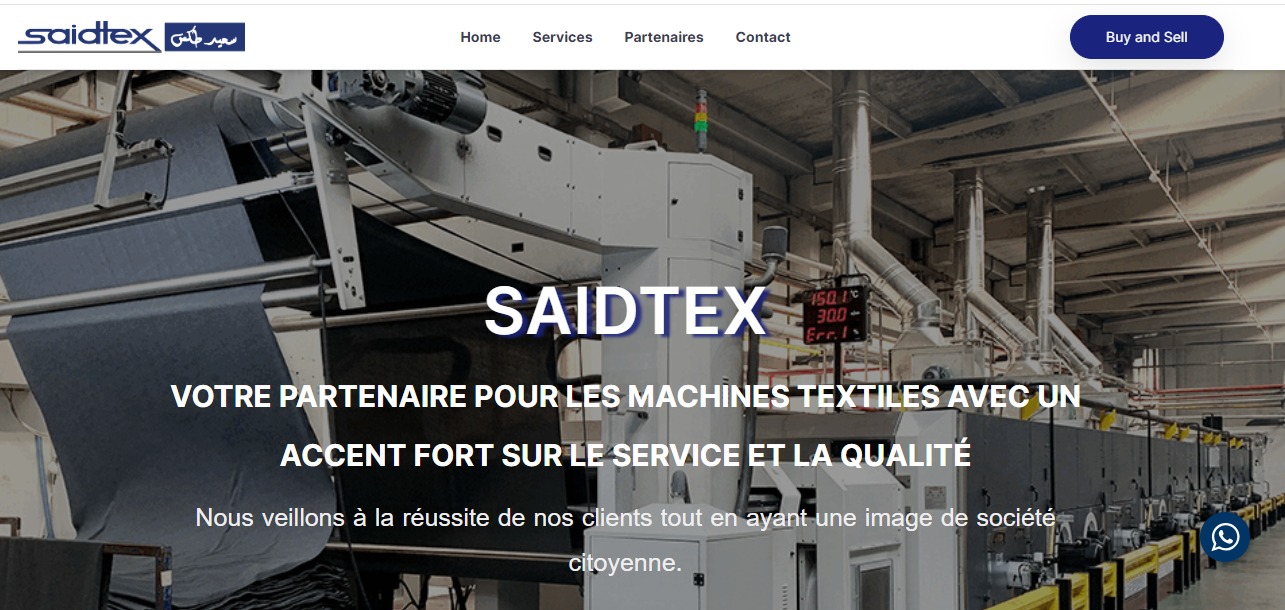 saidtex سعيد تكس
Home Services Partenaires Contact
Buy and Sell
150.1 °C
30.0
Err.1 %
SAIDTEX
VOTRE PARTENAIRE POUR LES MACHINES TEXTILES AVEC UN
ACCENT FORT SUR LE SERVICE ET LA QUALITÉ
Nous veillons à la réussite de nos clients tout en ayant une image de société
citoyenne.